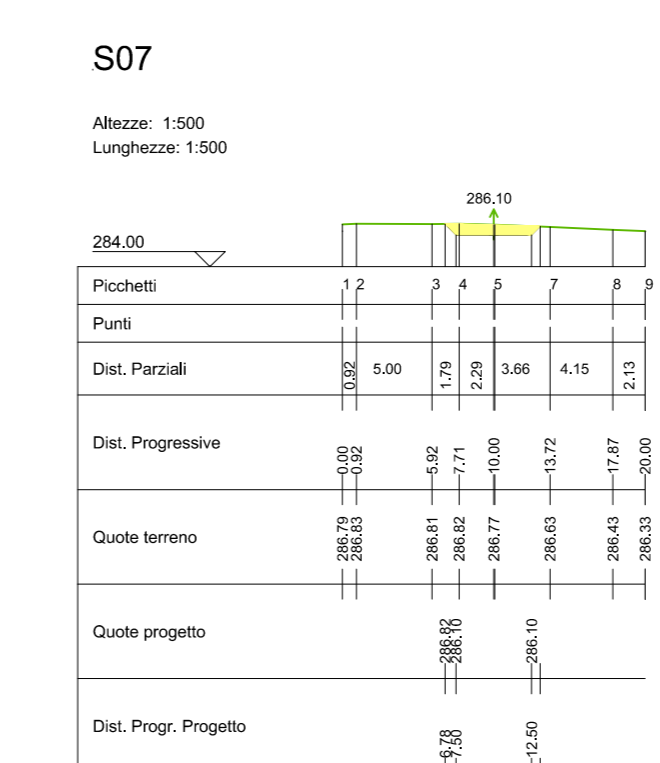 S07
Altezze: 1:500
Lunghezze: 1:500
286.10
284.00
Picchetti 1 2 3 4 5 7 8 9
Punti
Dist. Parziali 0.92 5.00 1.79 2.29 3.66 4.15 2.13
Dist. Progressive 0.00 0.92 5.92 7.71 10.00 13.72 17.87 20.00
Quote terreno 286.79 286.83 286.81 286.82 286.77 286.63 286.43 286.33
Quote progetto 286.82 286.10 286.10
Dist. Progr. Progetto 6.78 7.50 12.50